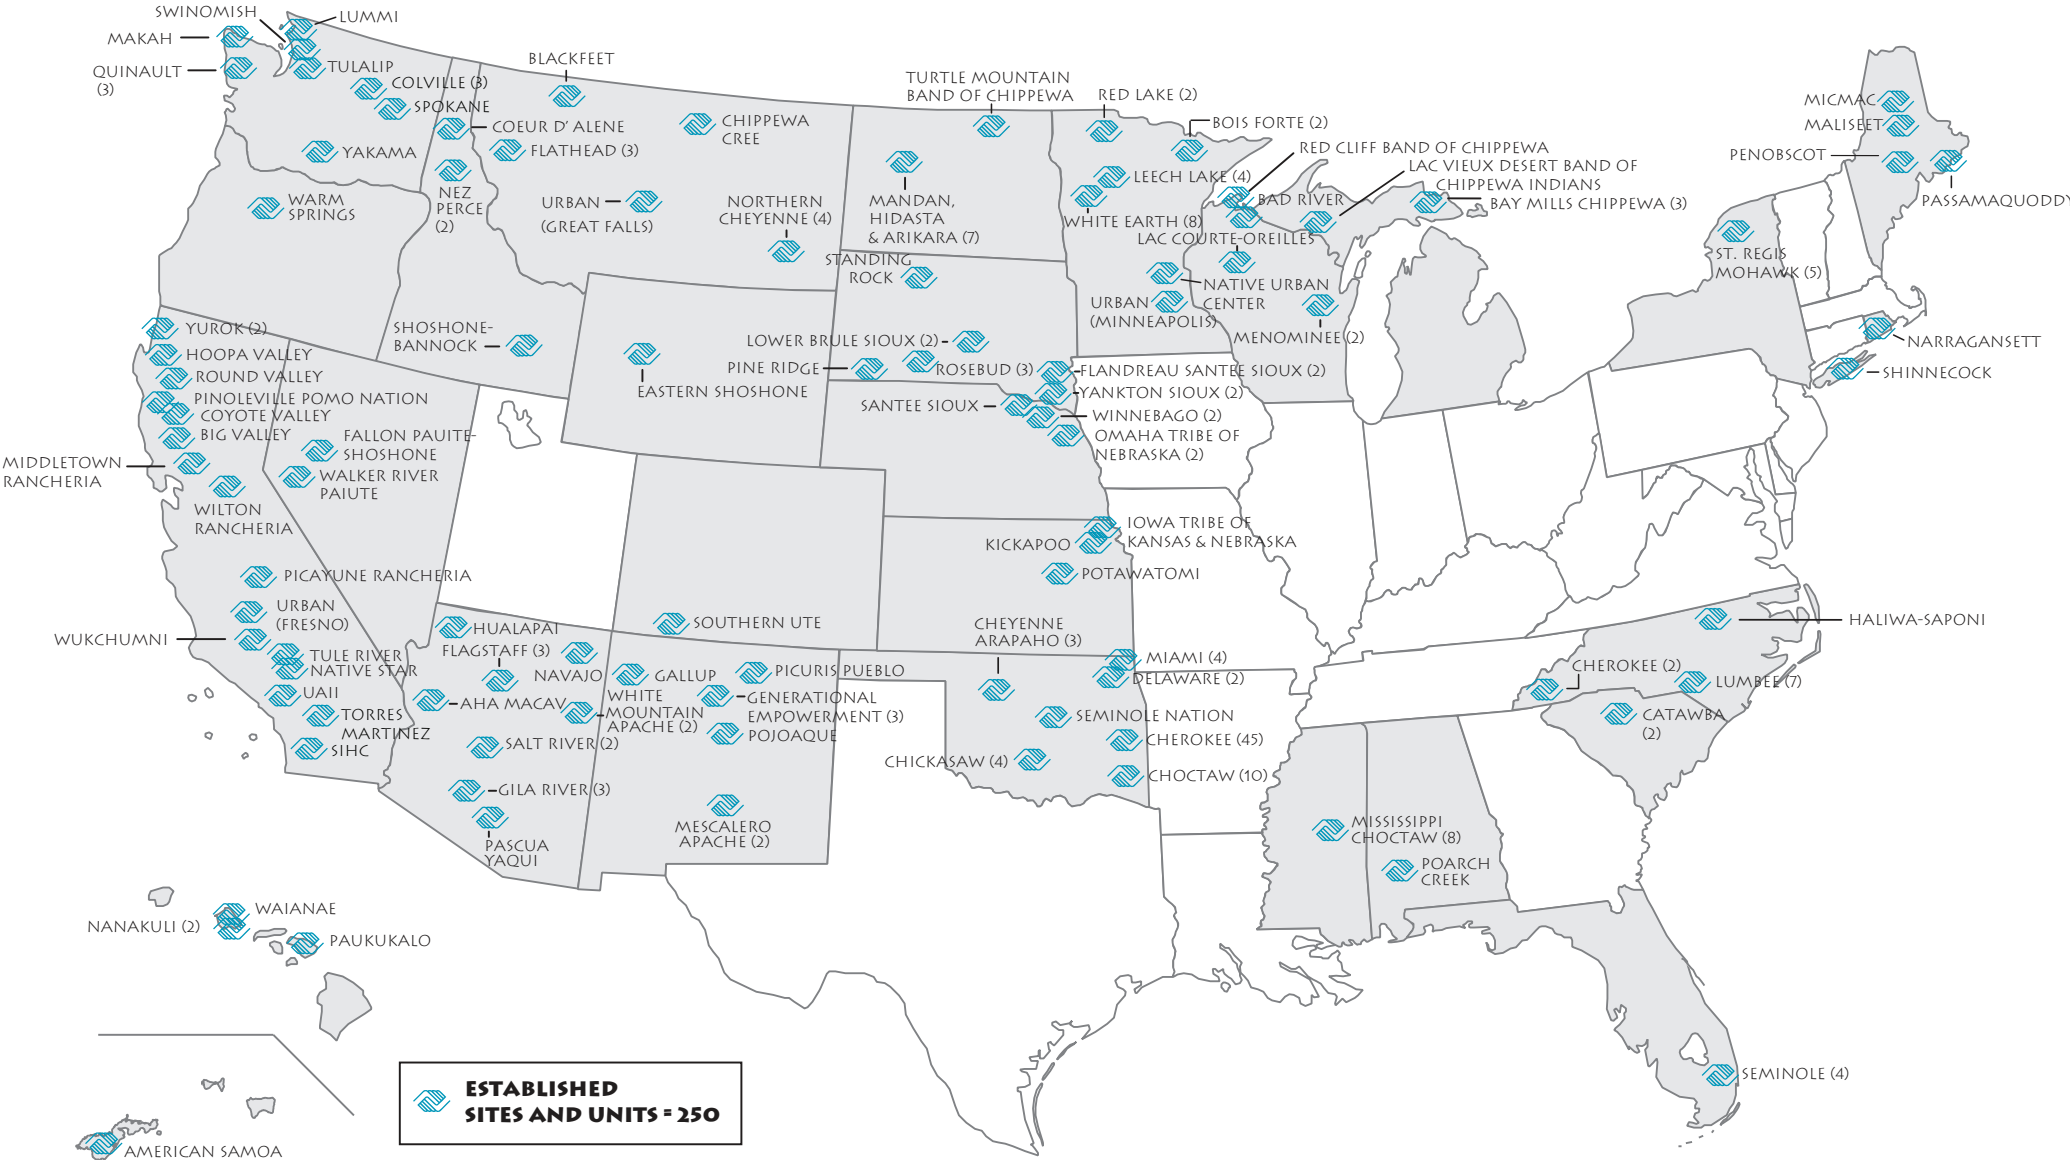 SWINOMISH
LUMMI
MAKAH
QUINAULT
(3)
TULALIP
COLVILLE (3)
SPOKANE
COEUR D' ALENE
FLATHEAD (3)
YAKAMA
NEZ
PERCE
(2)
WARM
SPRINGS
BLACKFEET
CHIPPEWA
CREE
URBAN
(GREAT FALLS)
NORTHERN
CHEYENNE (4)
TURTLE MOUNTAIN
BAND OF CHIPPEWA
RED LAKE (2)
BOIS FORTE (2)
RED CLIFF BAND OF CHIPPEWA
LAC VIEUX DESERT BAND OF
CHIPPEWA INDIANS
BAY MILLS CHIPPEWA (3)
MANDAN,
HIDASTA
& ARIKARA (7)
LEECH LAKE (4)
WHITE EARTH (8)
BAD RIVER
LAC COURTE-OREILLES
STANDING
ROCK
NATIVE URBAN
CENTER
URBAN
(MINNEAPOLIS)
MENOMINEE (2)
MICMAC
MALISEET
PENOBSCOT
PASSAMAQUODDY
ST. REGIS
MOHAWK (5)
NARRAGANSETT
SHINNECOCK
YUROK (2)
HOOPA VALLEY
ROUND VALLEY
PINOLEVILLE POMO NATION
COYOTE VALLEY
BIG VALLEY
MIDDLETOWN
RANCHERIA
WILTON
RANCHERIA
SHOSHONE-
BANNOCK
FALLON PAUITE-
SHOSHONE
WALKER RIVER
PAIUTE
EASTERN SHOSHONE
LOWER BRULE SIOUX (2)
PINE RIDGE
ROSEBUD (3)
FLANDREAU SANTEE SIOUX (2)
YANKTON SIOUX (2)
SANTEE SIOUX
WINNEBAGO (2)
OMAHA TRIBE OF
NEBRASKA (2)
PICAYUNE RANCHERIA
URBAN
(FRESNO)
WUKCHUMNI
TULE RIVER
NATIVE STAR
UAII
TORRES
MARTINEZ
SIHC
IOWA TRIBE OF
KANSAS & NEBRASKA
KICKAPOO
POTAWATOMI
SOUTHERN UTE
HUALAPAI
FLAGSTAFF (3)
NAVAJO
AHA MACAV
WHITE
MOUNTAIN
APACHE (2)
SALT RIVER (2)
GILA RIVER (3)
PASCUA
YAQUI
GALLUP
PICURIS PUEBLO
GENERATIONAL
EMPOWERMENT (3)
POJOAQUE
MESCALERO
APACHE (2)
CHEYENNE
ARAPAHO (3)
MIAMI (4)
DELAWARE (2)
SEMINOLE NATION
CHEROKEE (45)
CHICKASAW (4)
CHOCTAW (10)
HALIWA-SAPONI
CHEROKEE (2)
LUMBEE (7)
CATAWBA
(2)
MISSISSIPPI
CHOCTAW (8)
POARCH
CREEK
SEMINOLE (4)
WAIANAE
NANAKULI (2)
PAUKUKALO
AMERICAN SAMOA
ESTABLISHED
SITES AND UNITS = 250